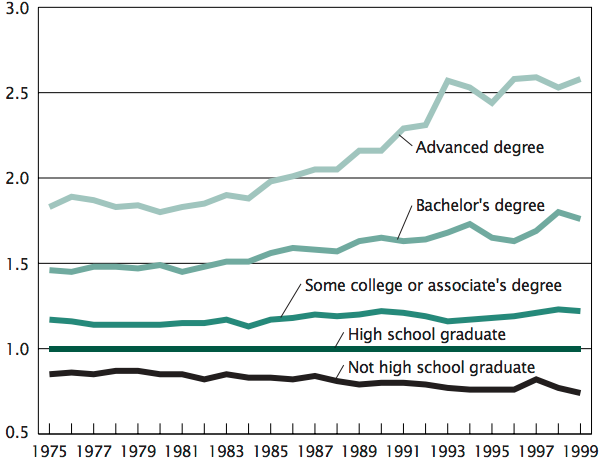 3.0
2.5
Advanced degree
2.0
Bachelor's degree
1.5
Some college or associate's degree
High school graduate
1.0
Not high school graduate
0.5
1975 1977 1979 1981 1983 1985 1987 1989 1991 1993 1995 1997 1999